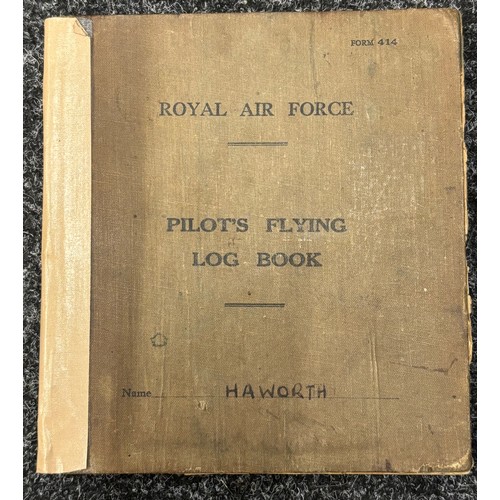 FORM 414
ROYAL AIR FORCE
PILOT'S FLYING
LOG BOOK
Name HAWORTH